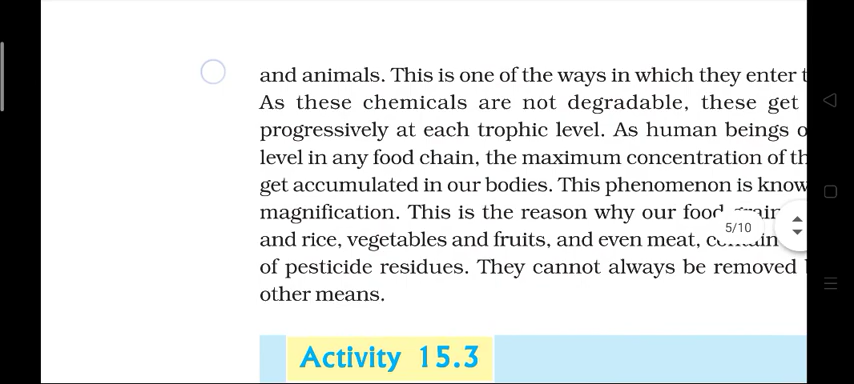 and animals. This is one of the ways in which they enter
As these chemicals are not degradable, these get
progressively at each trophic level. As human beings
level in any food chain, the maximum concentration of
get accumulated in our bodies. This phenomenon is know
magnification. This is the reason why our food
and rice, vegetables and fruits, and even meat,
of pesticide residues. They cannot always be removed
other means.
5/10
Activity 15.3